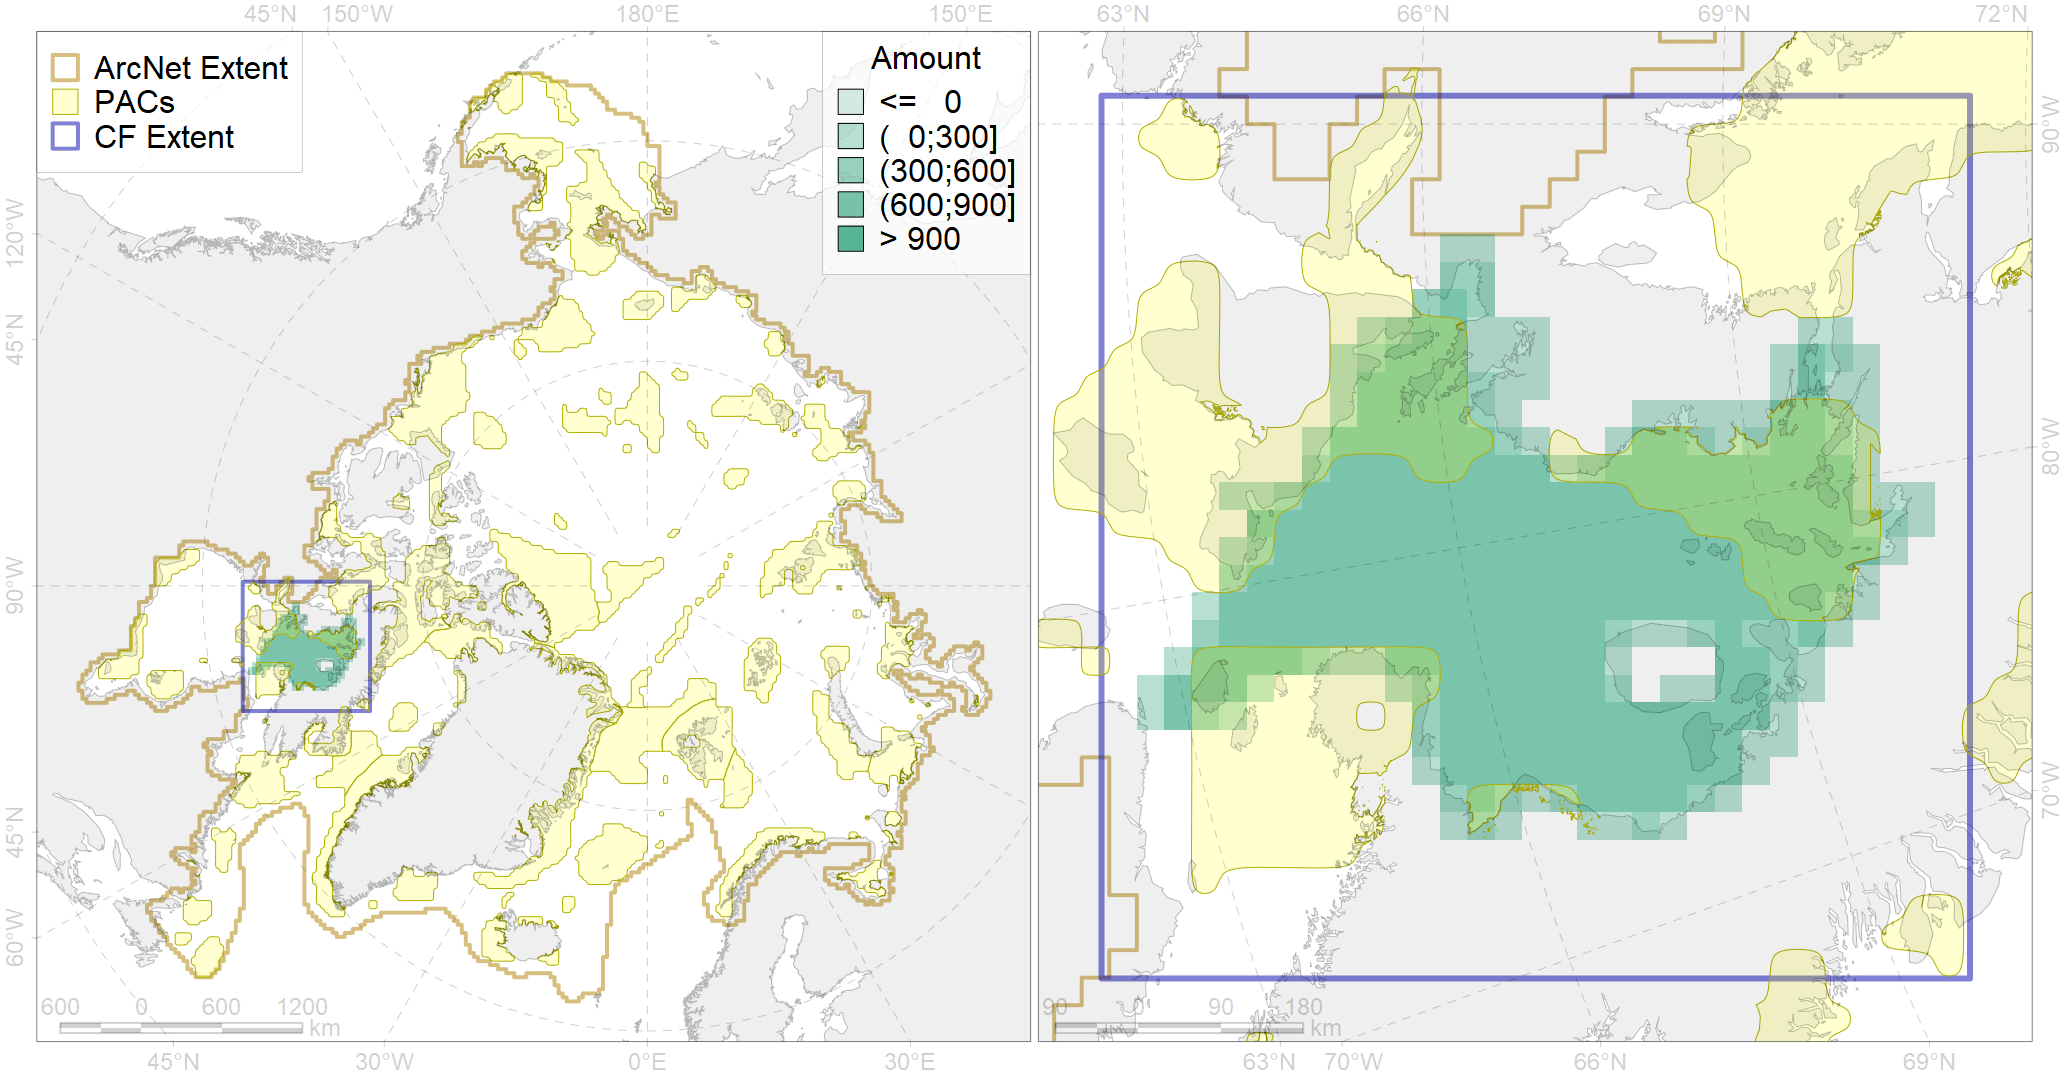 45°N 150°W 180°E 150°E 63°N 66°N 69°N 72°N
ArcNet Extent
PACs
CF Extent
Amount
<= 0
( 0;300]
(300;600]
(600;900]
> 900
120°W
45°N
90°W
45°N
60°W
90°W
80°W
70°W
600 0 600 1200
km
90 0 90 180
km
45°N 30°W 0°E 30°E 63°N 70°W 66°N 69°N